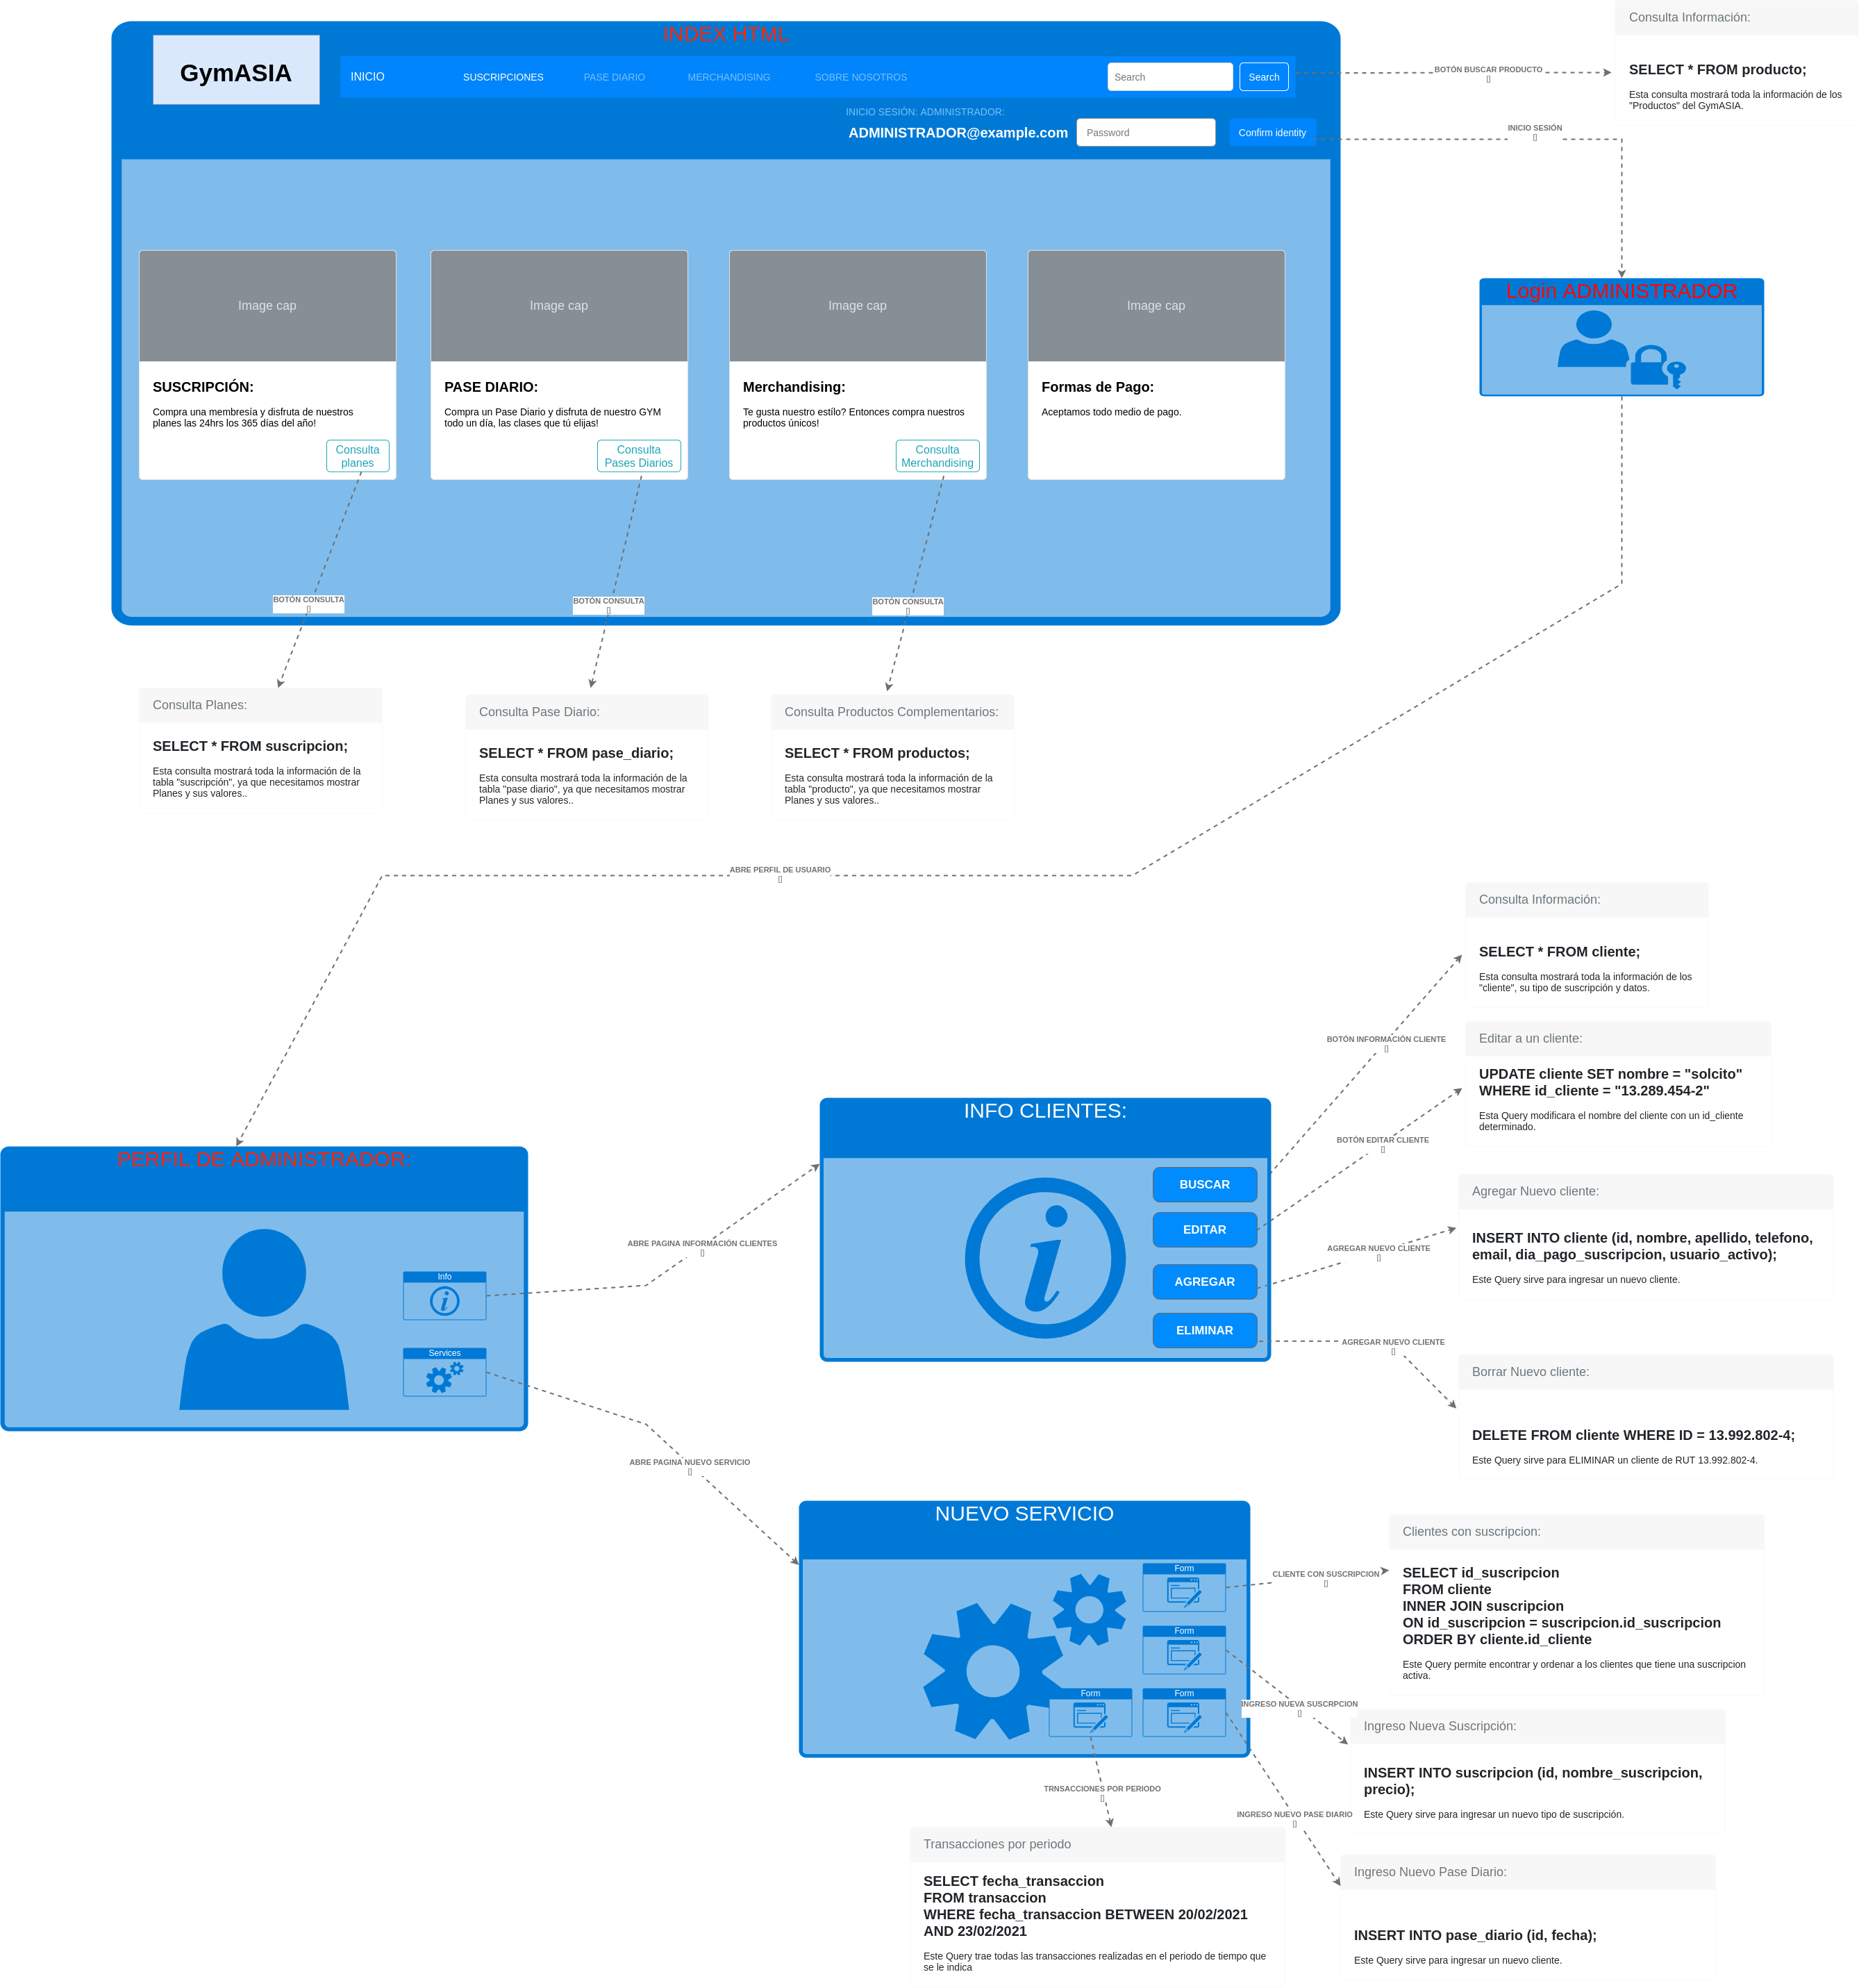 INDEX HTML
GymASIA
INICIO
SUSCRIPCIONES
PASE DIARIO
MERCHANDISING
SOBRE NOSOTROS
Search
Search
BOTÓN BUSCAR PRODUCTO
[]
Consulta Información:
SELECT * FROM producto;
Esta consulta mostrará toda la información de los
"Productos" del GymASIA.
INICIO SESIÓN: ADMINISTRADOR:
ADMINISTRADOR@example.com
Password
Confirm identity
INICIO SESIÓN
[]
Login ADMINISTRADOR
Image cap
SUSCRIPCIÓN:
Compra una membresía y disfruta de nuestros
planes las 24hrs los 365 días del año!
Consulta
planes
Image cap
PASE DIARIO:
Compra un Pase Diario y disfruta de nuestro GYM
todo un día, las clases que tú elijas!
Consulta
Pases Diarios
Image cap
Merchandising:
Te gusta nuestro estílo? Entonces compra nuestros
productos únicos!
Consulta
Merchandising
Image cap
Formas de Pago:
Aceptamos todo medio de pago.
BOTÓN CONSULTA
[]
BOTÓN CONSULTA
[]
BOTÓN CONSULTA
[]
Consulta Planes:
SELECT * FROM suscripcion;
Esta consulta mostrará toda la información de la
tabla "suscripción", ya que necesitamos mostrar
Planes y sus valores..
Consulta Pase Diario:
SELECT * FROM pase_diario;
Esta consulta mostrará toda la información de la
tabla "pase diario", ya que necesitamos mostrar
Planes y sus valores..
Consulta Productos Complementarios:
SELECT * FROM productos;
Esta consulta mostrará toda la información de la
tabla "producto", ya que necesitamos mostrar
Planes y sus valores..
ABRE PERFIL DE USUARIO
[]
PERFIL DE ADMINISTRADOR:
Info
Services
ABRE PAGINA INFORMACIÓN CLIENTES
[]
ABRE PAGINA NUEVO SERVICIO
[]
INFO CLIENTES:
BUSCAR
EDITAR
AGREGAR
ELIMINAR
BOTÓN INFORMACIÓN CLIENTE
[]
BOTÓN EDITAR CLIENTE
[]
AGREGAR NUEVO CLIENTE
[]
AGREGAR NUEVO CLIENTE
[]
Consulta Información:
SELECT * FROM cliente;
Esta consulta mostrará toda la información de los
"cliente", su tipo de suscripción y datos.
Editar a un cliente:
UPDATE cliente SET nombre = "solcito"
WHERE id_cliente = "13.289.454-2"
Esta Query modificara el nombre del cliente con un id_cliente
determinado.
Agregar Nuevo cliente:
INSERT INTO cliente (id, nombre, apellido, telefono,
email, dia_pago_suscripcion, usuario_activo);
Este Query sirve para ingresar un nuevo cliente.
Borrar Nuevo cliente:
DELETE FROM cliente WHERE ID = 13.992.802-4;
Este Query sirve para ELIMINAR un cliente de RUT 13.992.802-4.
NUEVO SERVICIO
Form
Form
Form
Form
CLIENTE CON SUSCRIPCION
[]
INGRESO NUEVA SUSCRPCION
[]
INGRESO NUEVO PASE DIARIO
[]
TRNSACCIONES POR PERIODO
[]
Clientes con suscripcion:
SELECT id_suscripcion
FROM cliente
INNER JOIN suscripcion
ON id_suscripcion = suscripcion.id_suscripcion
ORDER BY cliente.id_cliente
Este Query permite encontrar y ordenar a los clientes que tiene una suscripcion
activa.
Ingreso Nueva Suscripción:
INSERT INTO suscripcion (id, nombre_suscripcion,
precio);
Este Query sirve para ingresar un nuevo tipo de suscripción.
Ingreso Nuevo Pase Diario:
INSERT INTO pase_diario (id, fecha);
Este Query sirve para ingresar un nuevo cliente.
Transacciones por periodo
SELECT fecha_transaccion
FROM transaccion
WHERE fecha_transaccion BETWEEN 20/02/2021
AND 23/02/2021
Este Query trae todas las transacciones realizadas en el periodo de tiempo que
se le indica